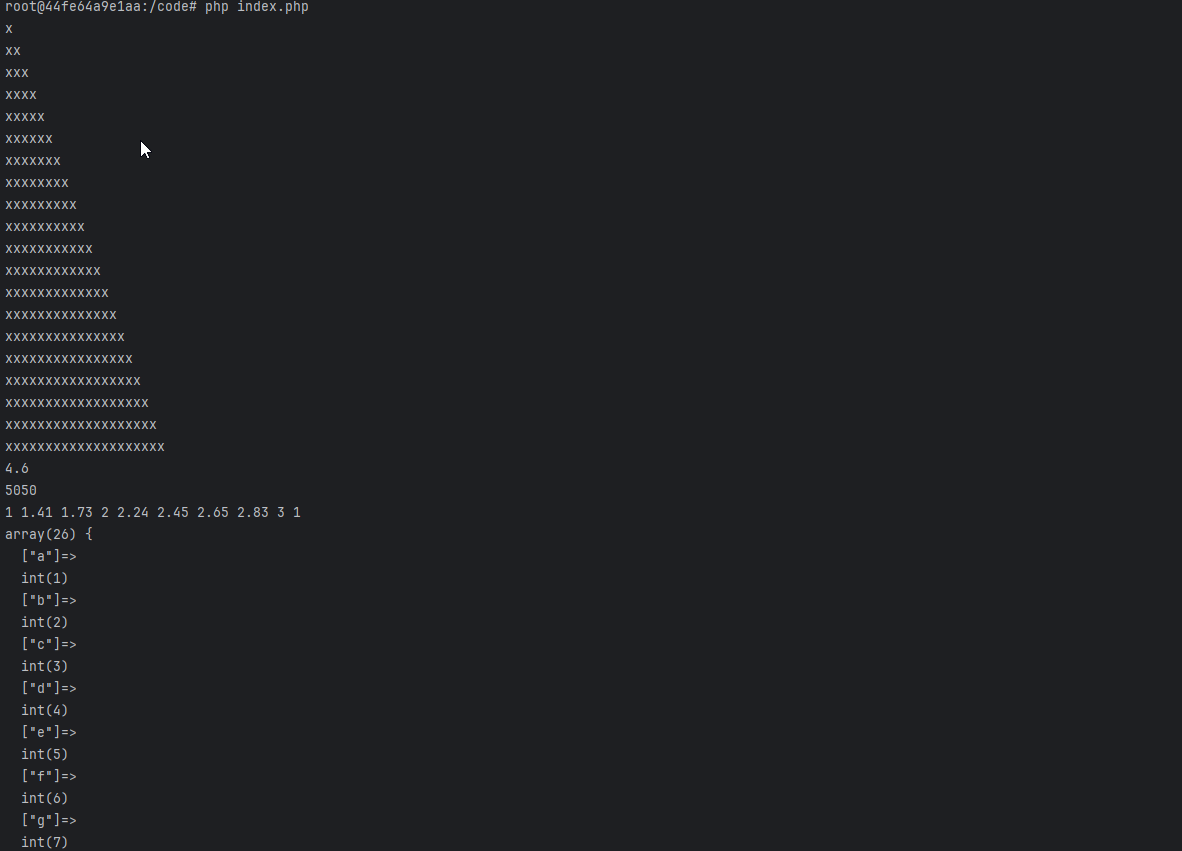 root@44fe64a9e1aa:/code# php index.php
x
xx
xxx
xxxx
xxxxx
xxxxxx
xxxxxxx
xxxxxxxx
xxxxxxxxx
xxxxxxxxxx
xxxxxxxxxxx
xxxxxxxxxxxx
xxxxxxxxxxxxx
xxxxxxxxxxxxxx
xxxxxxxxxxxxxxx
xxxxxxxxxxxxxxxx
xxxxxxxxxxxxxxxxx
xxxxxxxxxxxxxxxxxx
xxxxxxxxxxxxxxxxxxx
xxxxxxxxxxxxxxxxxxxx
4.6
5050
1 1.41 1.73 2 2.24 2.45 2.65 2.83 3 1
array(26) {
  ["a"]=>
  int(1)
  ["b"]=>
  int(2)
  ["c"]=>
  int(3)
  ["d"]=>
  int(4)
  ["e"]=>
  int(5)
  ["f"]=>
  int(6)
  ["g"]=>
  int(7)